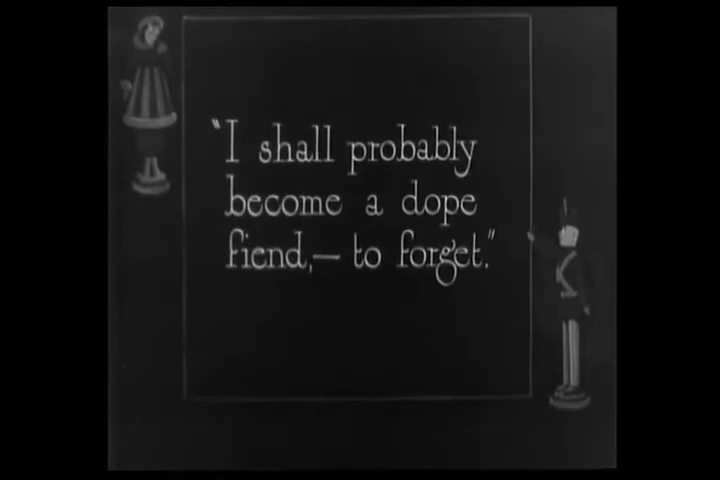 "I shall probably
become a dope
fiend,— to forget."